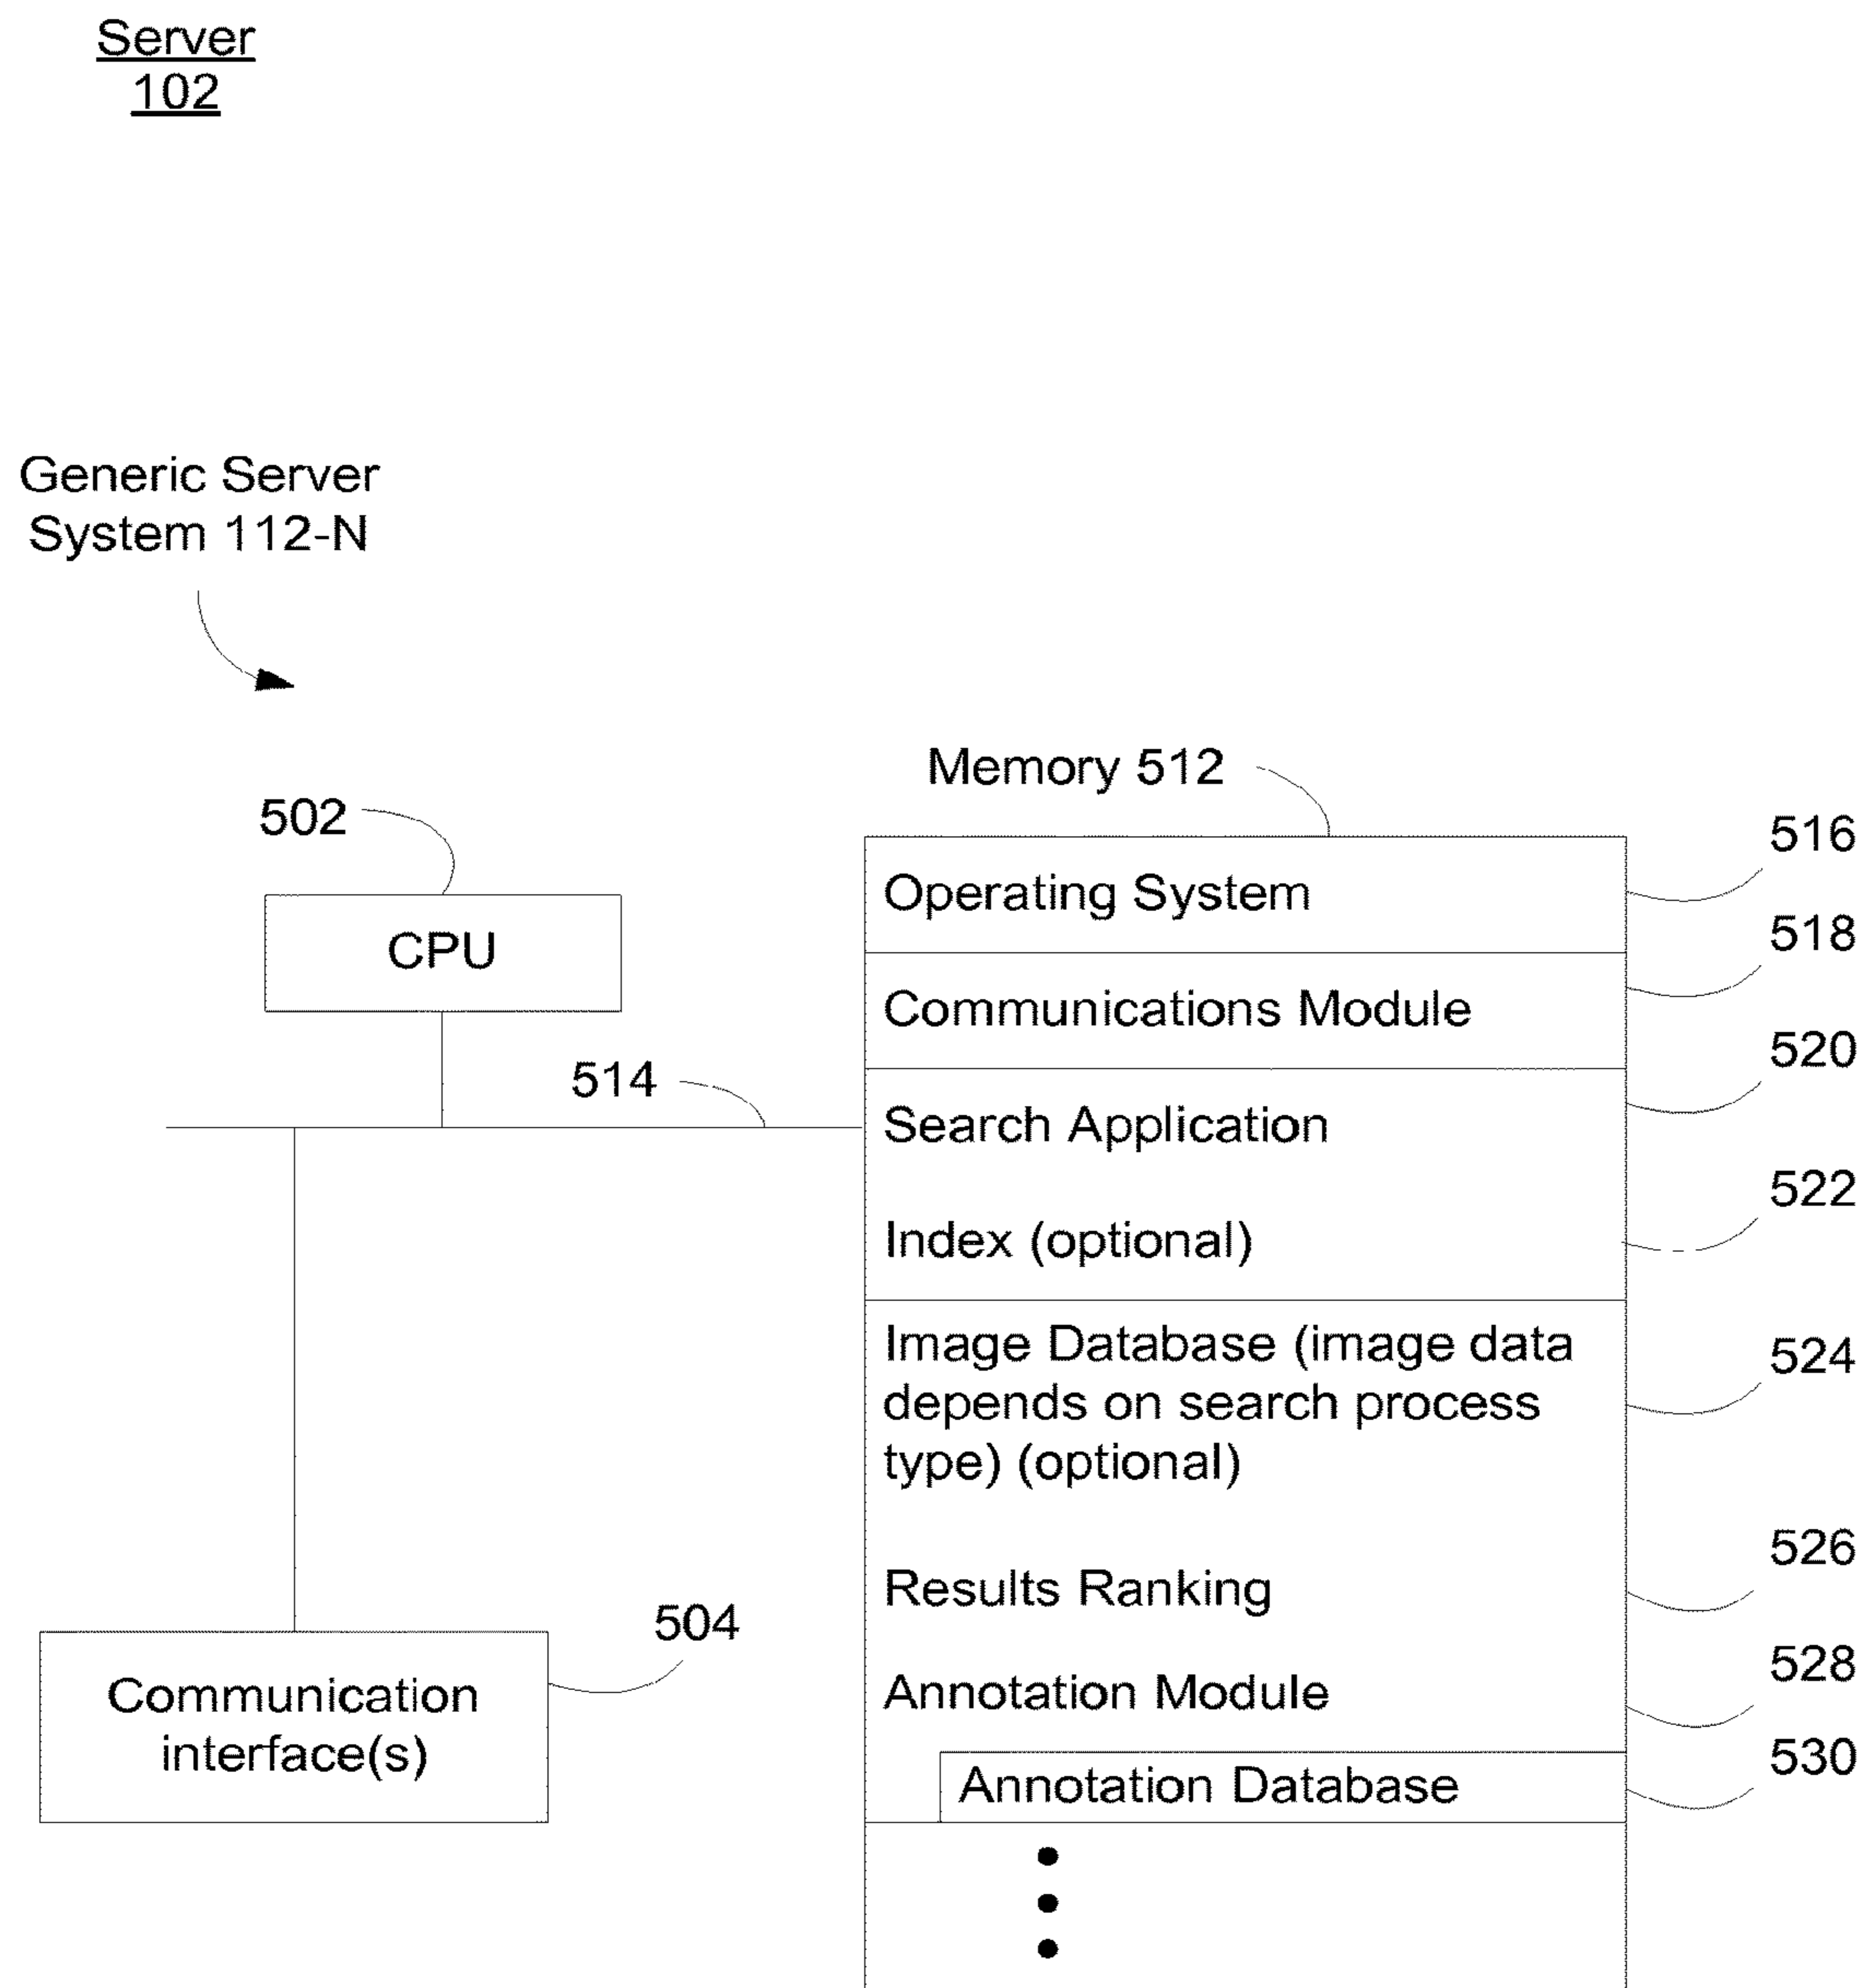 Server
102
Generic Server
System 112-N
Memory 512
502
516
Operating System
CPU
518
Communications Module
514
520
Search Application
522
Index (optional)
Image Database (image data
depends on search process
type) (optional)
524
526
Results Ranking
504
528
Communication
interface(s)
Annotation Module
530
Annotation Database